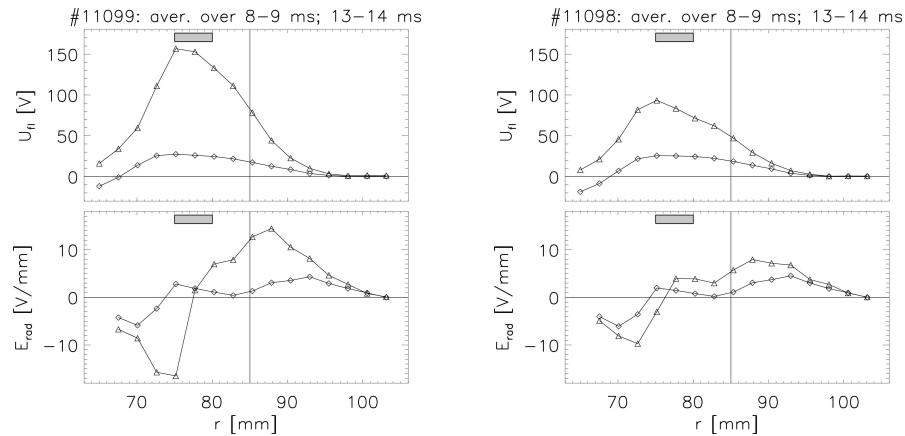 #11099: aver. over 8−9 ms; 13−14 ms
#11098: aver. over 8−9 ms; 13−14 ms
U_fl [V]
150
100
50
0
U_fl [V]
150
100
50
0
E_rad [V/mm]
10
0
−10
E_rad [V/mm]
10
0
−10
70 80 90 100
r [mm]
70 80 90 100
r [mm]